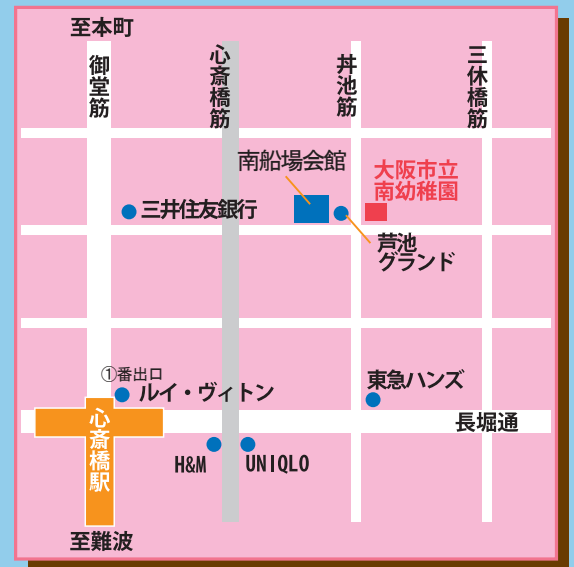 至本町
御堂筋
心斎橋筋
丼池筋
三休橋筋
南船場会館
大阪市立
南幼稚園
三井住友銀行
芦池
グランド
①番出口
ルイ・ヴィトン
東急ハンズ
長堀通
心斎橋駅
H&M
UNIQLO
至難波